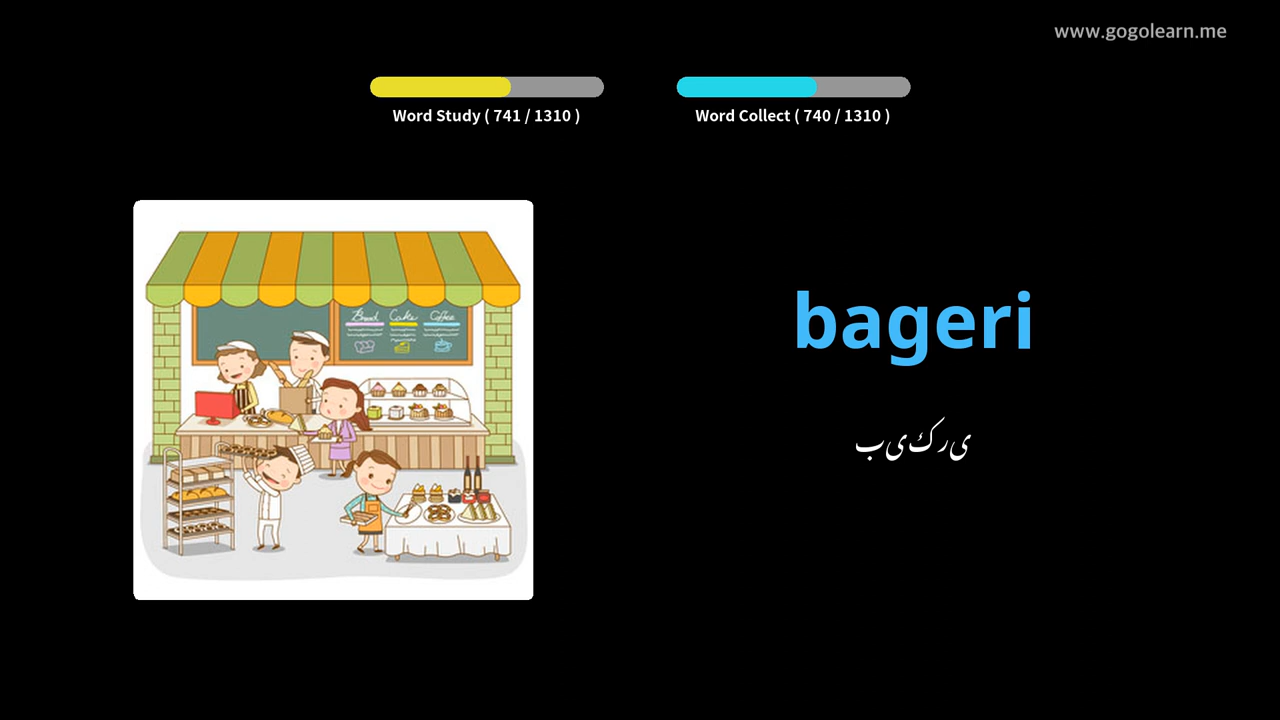 www.gogolearn.me
Word Study ( 741 / 1310 )
Word Collect ( 740 / 1310 )
Bread Cake Coffee
bageri
بیکری